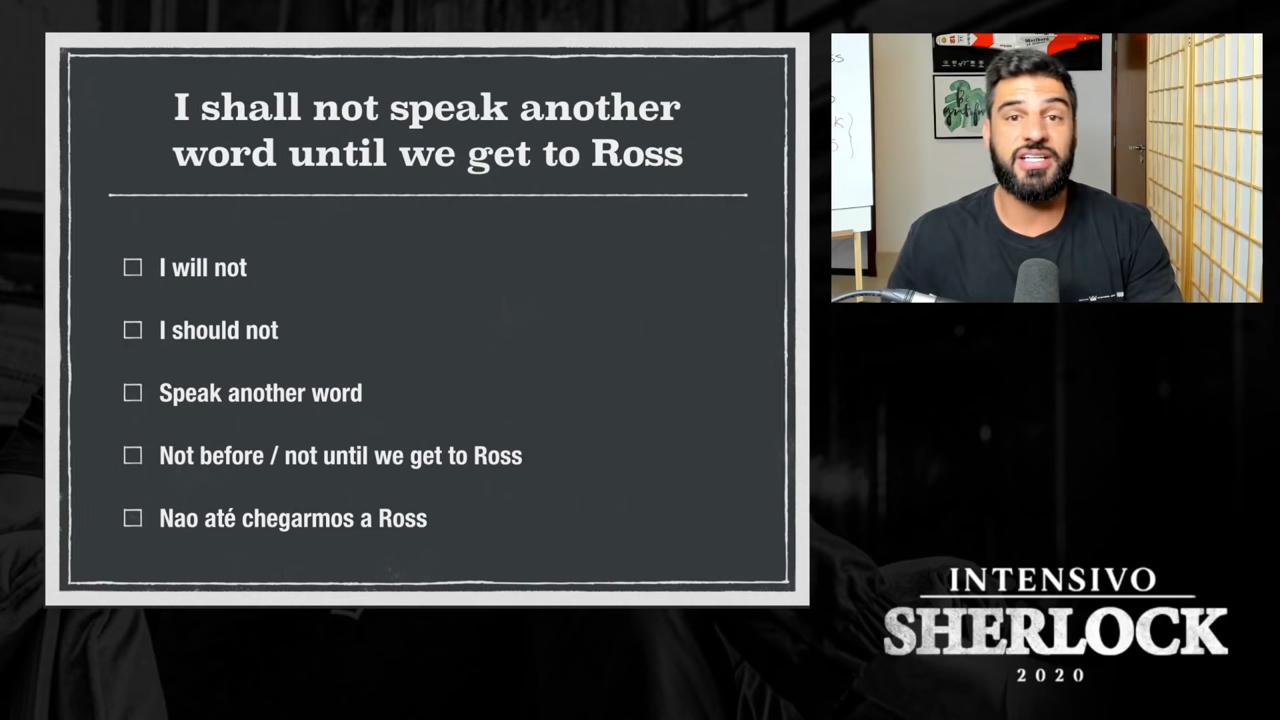 I shall not speak another
word until we get to Ross
I will not
I should not
Speak another word
Not before / not until we get to Ross
Nao até chegarmos a Ross
Marlboro
INTENSIVO
SHERLOCK
2020